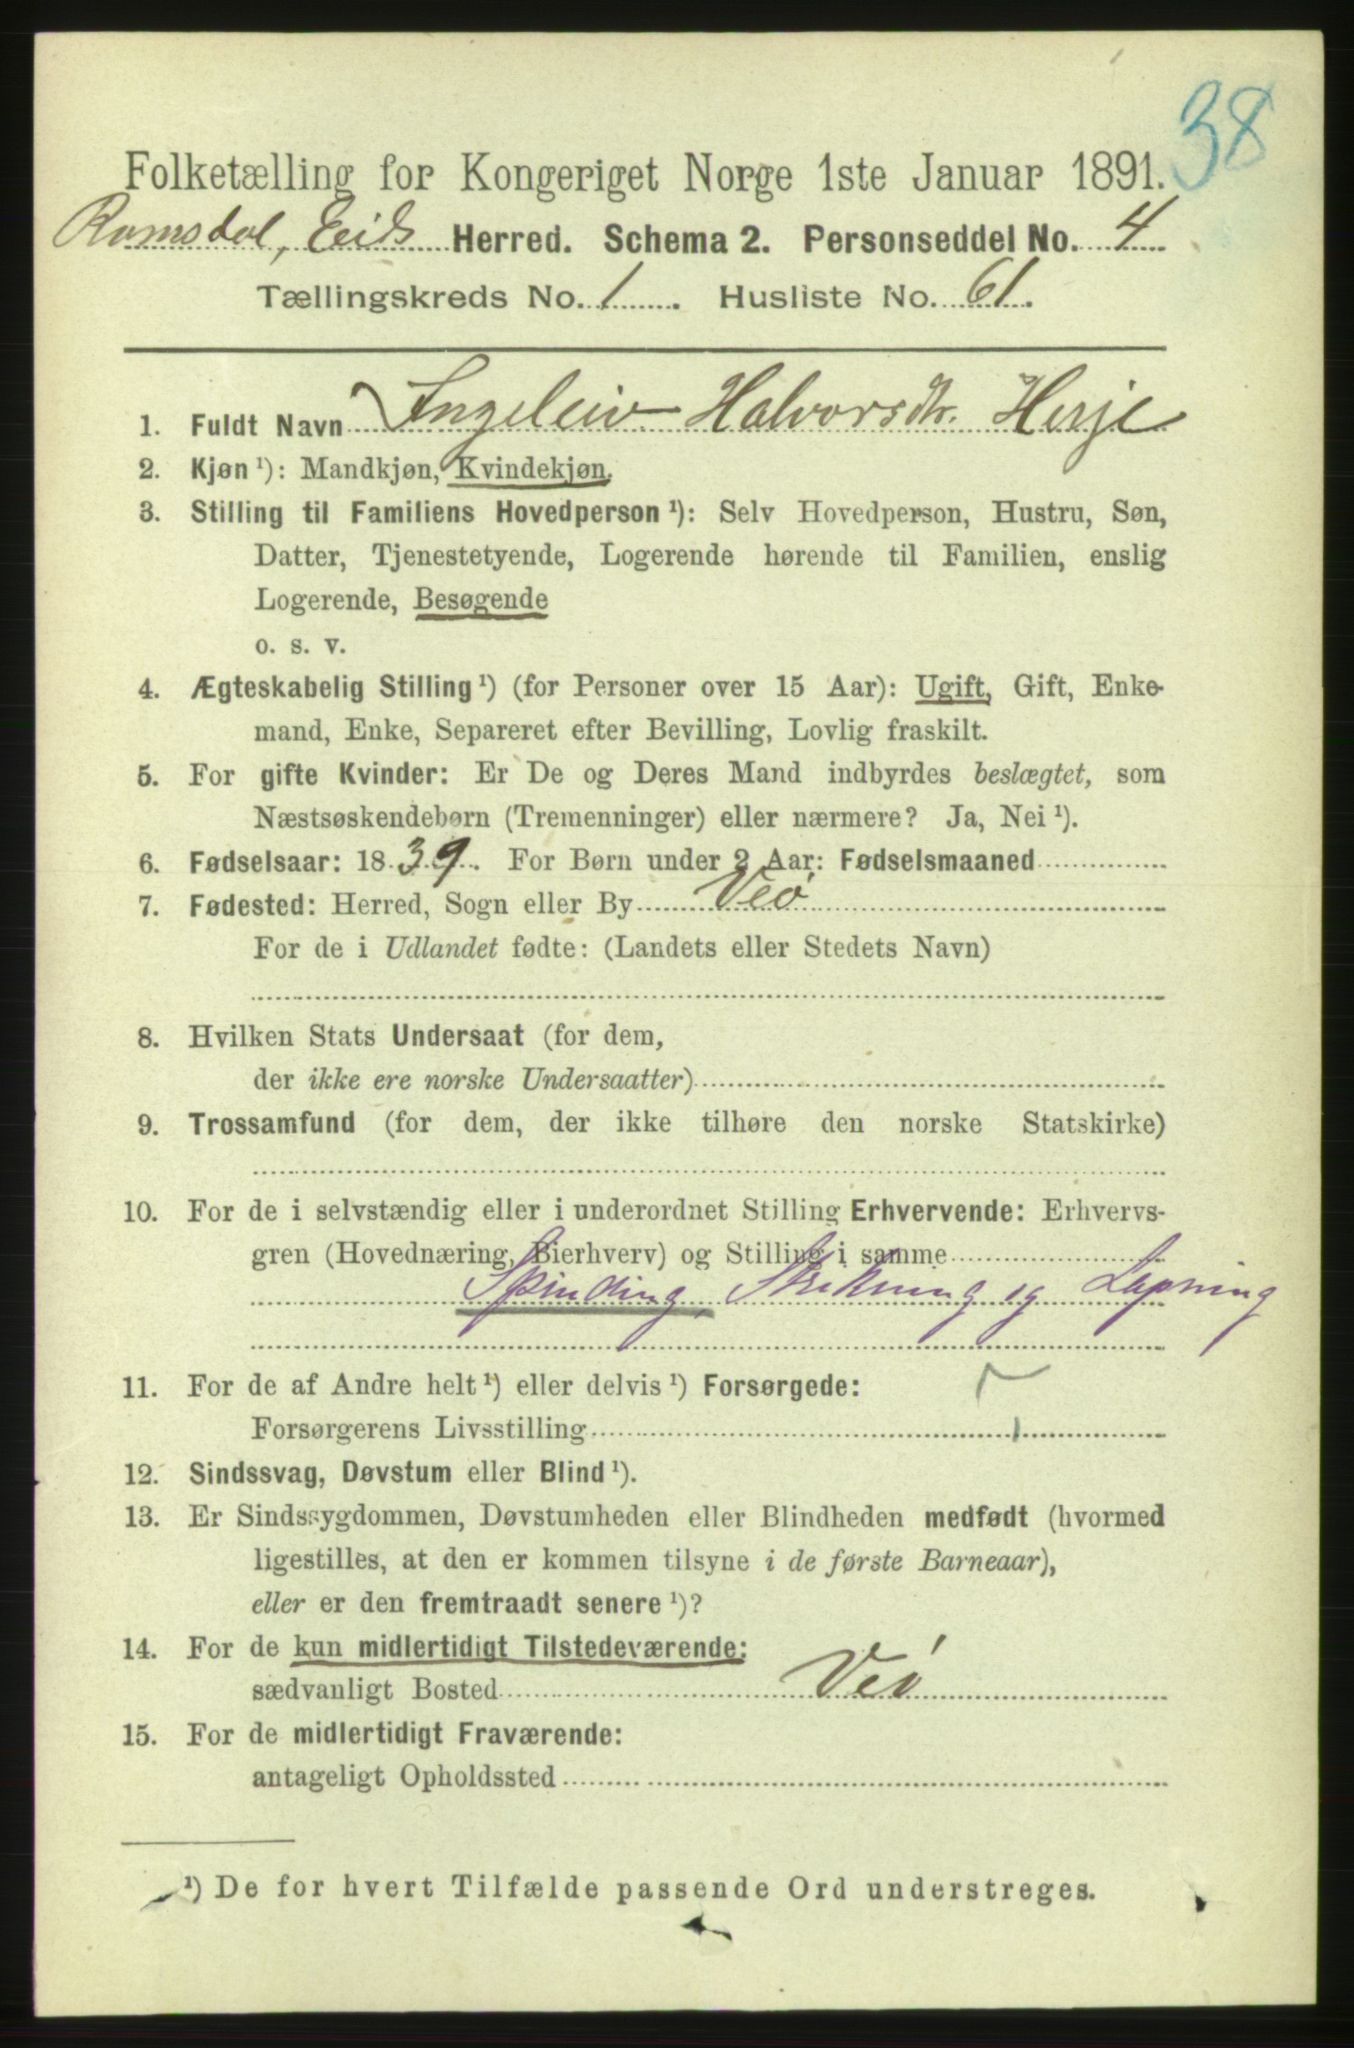 38
Folketælling for Kongeriget Norge 1ste Januar 1891.
Romsdal, Eids Herred. Schema 2. Personseddel No. 4
Tællingskreds No. 1. Husliste No. 61.
1. Fuldt Navn Ingeleiv Halvorsdtr. Herje
2. Kjøn ¹): Mandkjøn, Kvindekjøn.
3. Stilling til Familiens Hovedperson ¹): Selv Hovedperson, Hustru, Søn,
Datter, Tjenestetyende, Logerende hørende til Familien, enslig
Logerende, Besøgende
o. s. v.
4. Ægteskabelig Stilling ¹) (for Personer over 15 Aar): Ugift, Gift, Enke-
mand, Enke, Separeret efter Bevilling, Lovlig fraskilt.
5. For gifte Kvinder: Er De og Deres Mand indbyrdes beslægtet, som
Næstsøskendebørn (Tremenninger) eller nærmere? Ja, Nei ¹).
6. Fødselsaar: 1839. For Børn under 2 Aar: Fødselsmaaned
7. Fødested: Herred, Sogn eller By Veø
For de i Udlandet fødte: (Landets eller Stedets Navn)
8. Hvilken Stats Undersaat (for dem,
der ikke ere norske Undersaatter)
9. Trossamfund (for dem, der ikke tilhøre den norske Statskirke)
10. For de i selvstændig eller i underordnet Stilling Erhvervende: Erhvervs-
gren (Hovednæring, Bierhverv) og Stilling i samme
Spinding, Strikning og Lapning
11. For de af Andre helt ¹) eller delvis ¹) Forsørgede:
Forsørgerens Livsstilling
12. Sindssvag, Døvstum eller Blind ¹).
13. Er Sindssygdommen, Døvstumheden eller Blindheden medfødt (hvormed
ligestilles, at den er kommen tilsyne i de første Barneaar),
eller er den fremtraadt senere ¹)?
14. For de kun midlertidigt Tilstedeværende:
sædvanligt Bosted Veø
15. For de midlertidigt Fraværende:
antageligt Opholdssted
¹) De for hvert Tilfælde passende Ord understreges.